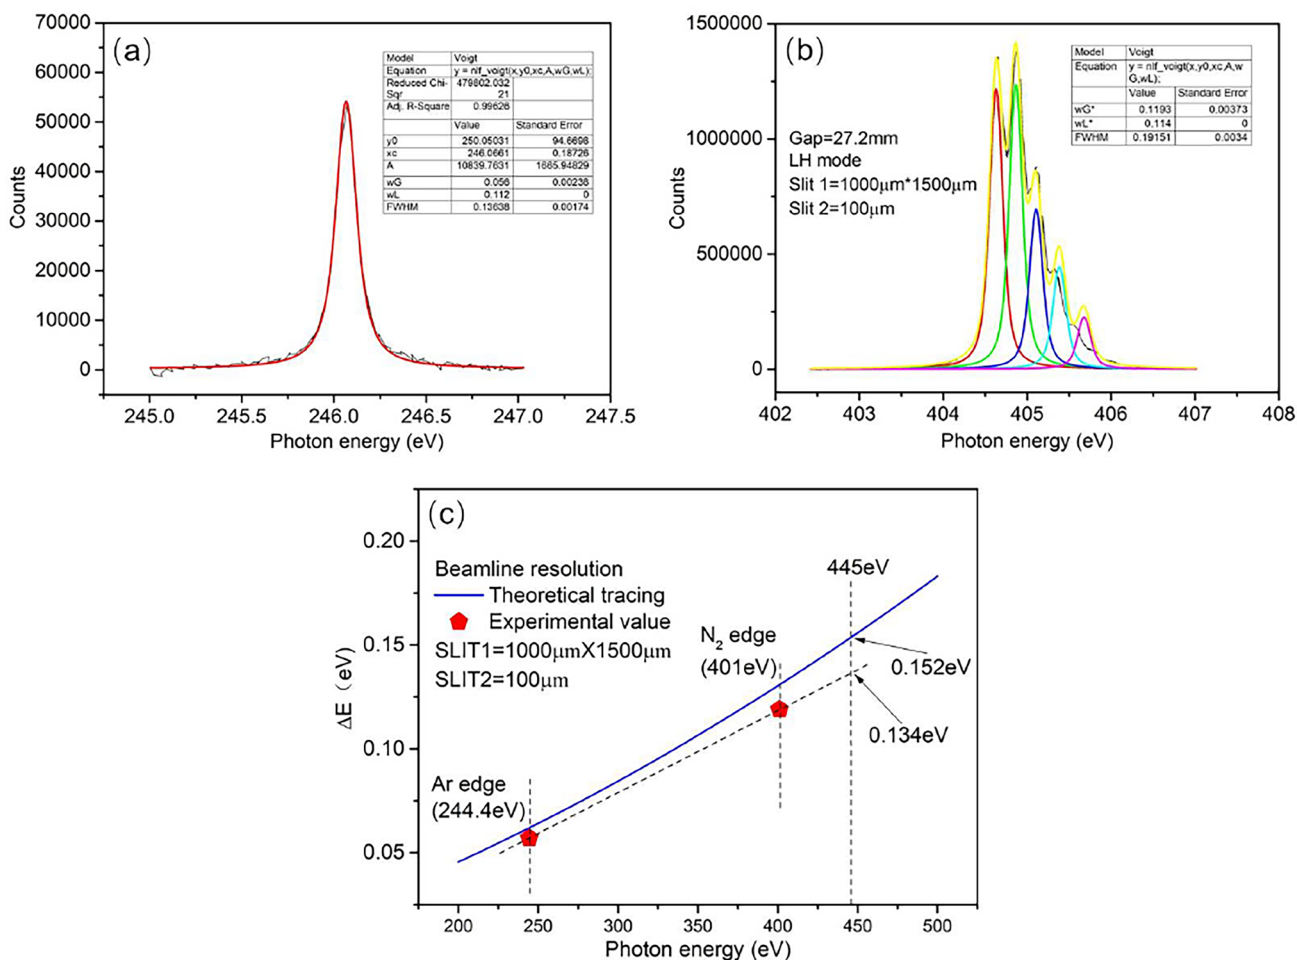 (a)
70000
60000
50000
40000
30000
20000
10000
0
Counts
245.0 245.5 246.0 246.5 247.0 247.5
Photon energy (eV)
Model Voigt
Equation y = nlf_voigt(x,y0,xc,A,wG,wL);
Reduced Chi-Sqr 479802.03221
Adj. R-Square 0.99626
Value Standard Error
y0 250.05031 94.6698
xc 246.0661 0.18726
A 10839.7631 1665.94829
wG 0.056 0.00238
wL 0.112 0
FWHM 0.13638 0.00174
(b)
1500000
1000000
500000
0
Counts
402 403 404 405 406 407 408
Photon energy (eV)
Gap=27.2mm
LH mode
Slit 1=1000μm*1500μm
Slit 2=100μm
Model Voigt
Equation y = nlf_voigt(x,y0,xc,A,w
G,wL);
Value Standard Error
wG* 0.1193 0.00373
wL* 0.114 0
FWHM 0.19151 0.0034
(c)
0.20
0.15
0.10
0.05
ΔE (eV)
200 250 300 350 400 450 500
Photon energy (eV)
Beamline resolution
Theoretical tracing
Experimental value
SLIT1=1000μmX1500μm
SLIT2=100μm
Ar edge
(244.4eV)
N2 edge
(401eV)
445eV
0.152eV
0.134eV